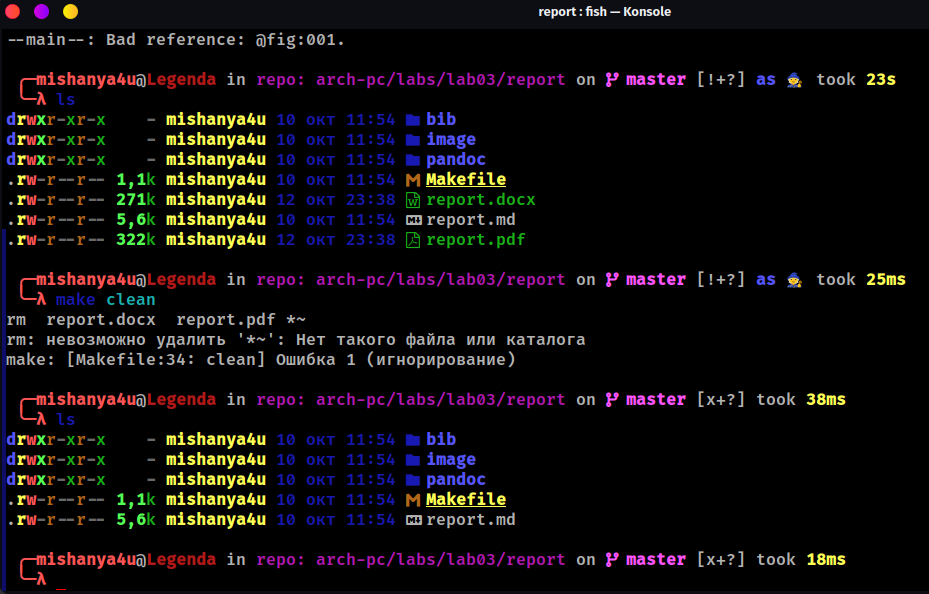 report : fish — Konsole
--main--: Bad reference: @fig:001.
╭─mishanya4u@Legenda in repo: arch-pc/labs/lab03/report on master [!+?] as 🧙 took 23s
╰─λ ls
drwxr-xr-x - mishanya4u 10 окт 11:54 bib
drwxr-xr-x - mishanya4u 10 окт 11:54 image
drwxr-xr-x - mishanya4u 10 окт 11:54 pandoc
.rw-r--r-- 1,1k mishanya4u 10 окт 11:54 Makefile
.rw-r--r-- 271k mishanya4u 12 окт 23:38 report.docx
.rw-r--r-- 5,6k mishanya4u 10 окт 11:54 report.md
.rw-r--r-- 322k mishanya4u 12 окт 23:38 report.pdf
╭─mishanya4u@Legenda in repo: arch-pc/labs/lab03/report on master [!+?] as 🧙 took 25ms
╰─λ make clean
rm  report.docx  report.pdf *~
rm: невозможно удалить '*~': Нет такого файла или каталога
make: [Makefile:34: clean] Ошибка 1 (игнорирование)
╭─mishanya4u@Legenda in repo: arch-pc/labs/lab03/report on master [x+?] took 38ms
╰─λ ls
drwxr-xr-x - mishanya4u 10 окт 11:54 bib
drwxr-xr-x - mishanya4u 10 окт 11:54 image
drwxr-xr-x - mishanya4u 10 окт 11:54 pandoc
.rw-r--r-- 1,1k mishanya4u 10 окт 11:54 Makefile
.rw-r--r-- 5,6k mishanya4u 10 окт 11:54 report.md
╭─mishanya4u@Legenda in repo: arch-pc/labs/lab03/report on master [x+?] took 18ms
╰─λ _